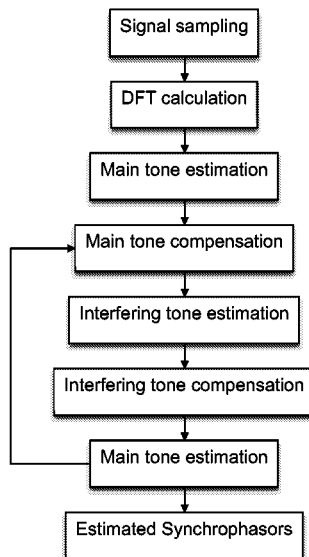 Signal sampling
DFT calculation
Main tone estimation
Main tone compensation
Interfering tone estimation
Interfering tone compensation
Main tone estimation
Estimated Synchrophasors